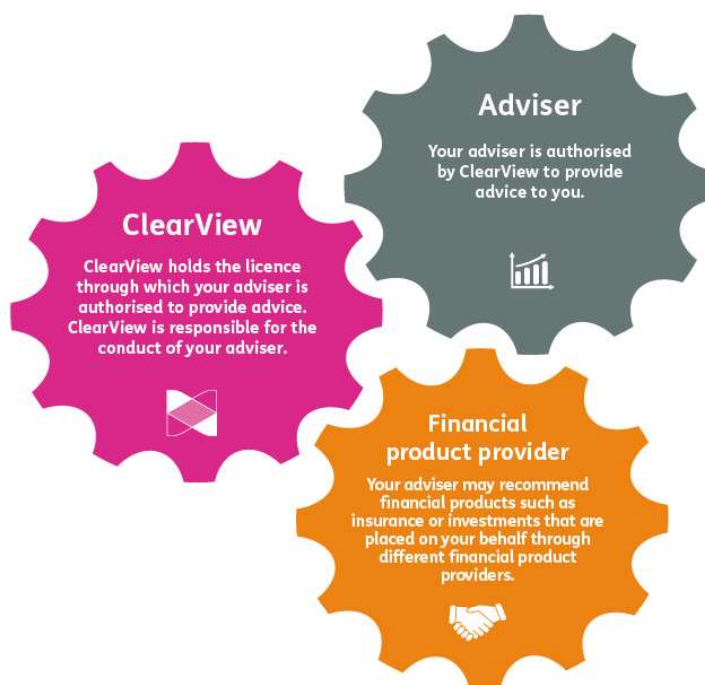 Adviser
Your adviser is authorised
by ClearView to provide
advice to you.
ClearView
ClearView holds the licence
through which your adviser is
authorised to provide advice.
ClearView is responsible for the
conduct of your adviser.
Financial
product provider
Your adviser may recommend
financial products such as
insurance or investments that are
placed on your behalf through
different financial product
providers.